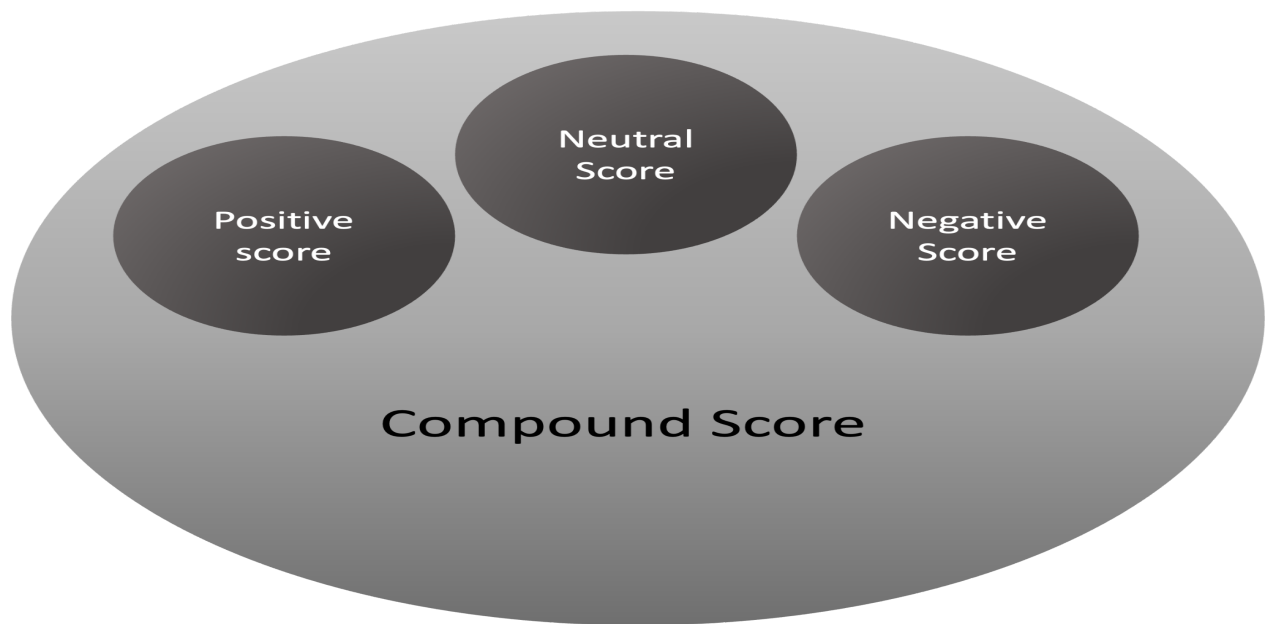 Neutral
Score
Positive
score
Negative
Score
Compound Score